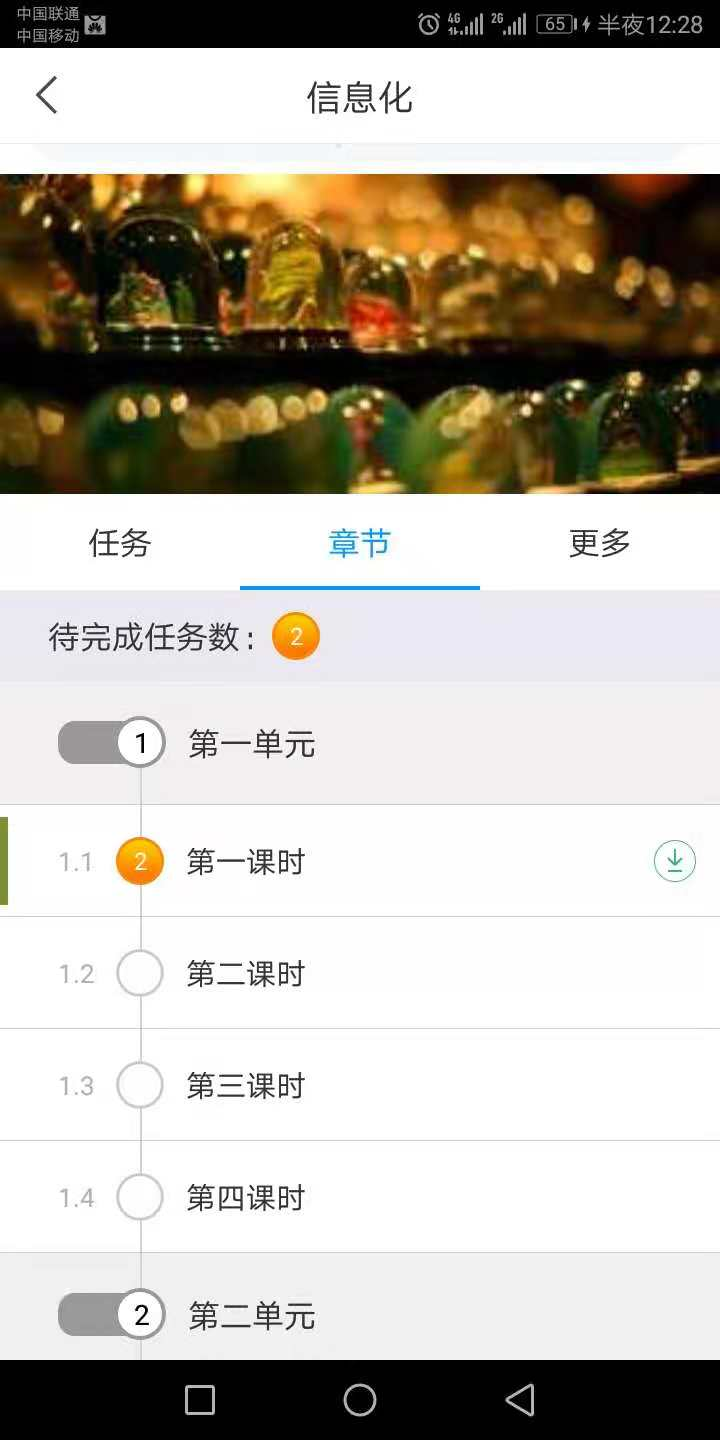 中国联通
中国移动
4G 2G 65 半夜12:28
信息化
任务 章节 更多
待完成任务数: 2
1 第一单元
1.1 2 第一课时
1.2 第二课时
1.3 第三课时
1.4 第四课时
2 第二单元